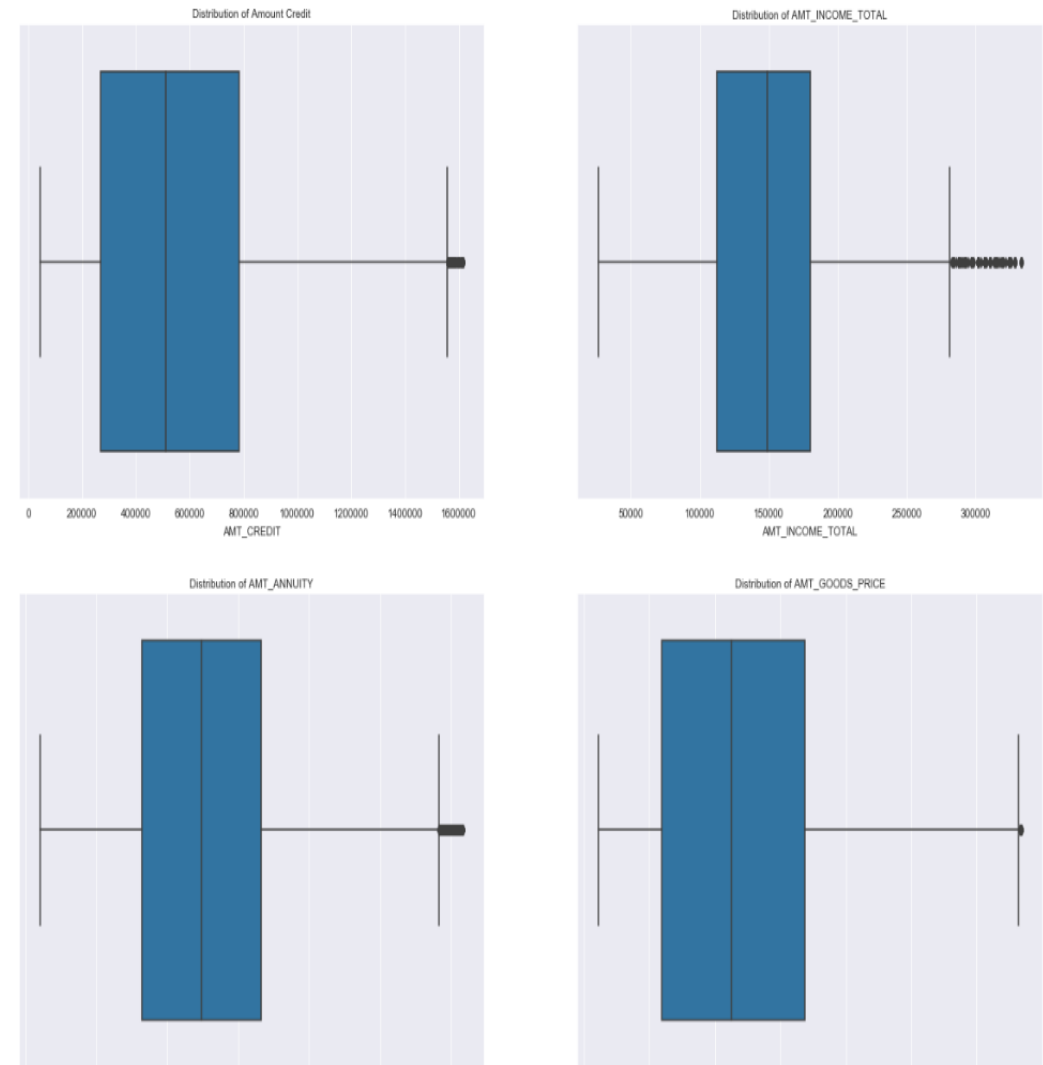 Distribution of Amount Credit
Distribution of AMT_INCOME_TOTAL
0 200000 400000 600000 800000 1000000 1200000 1400000 1600000
AMT_CREDIT
50000 100000 150000 200000 250000 300000
AMT_INCOME_TOTAL
Distribution of AMT_ANNUITY
Distribution of AMT_GOODS_PRICE